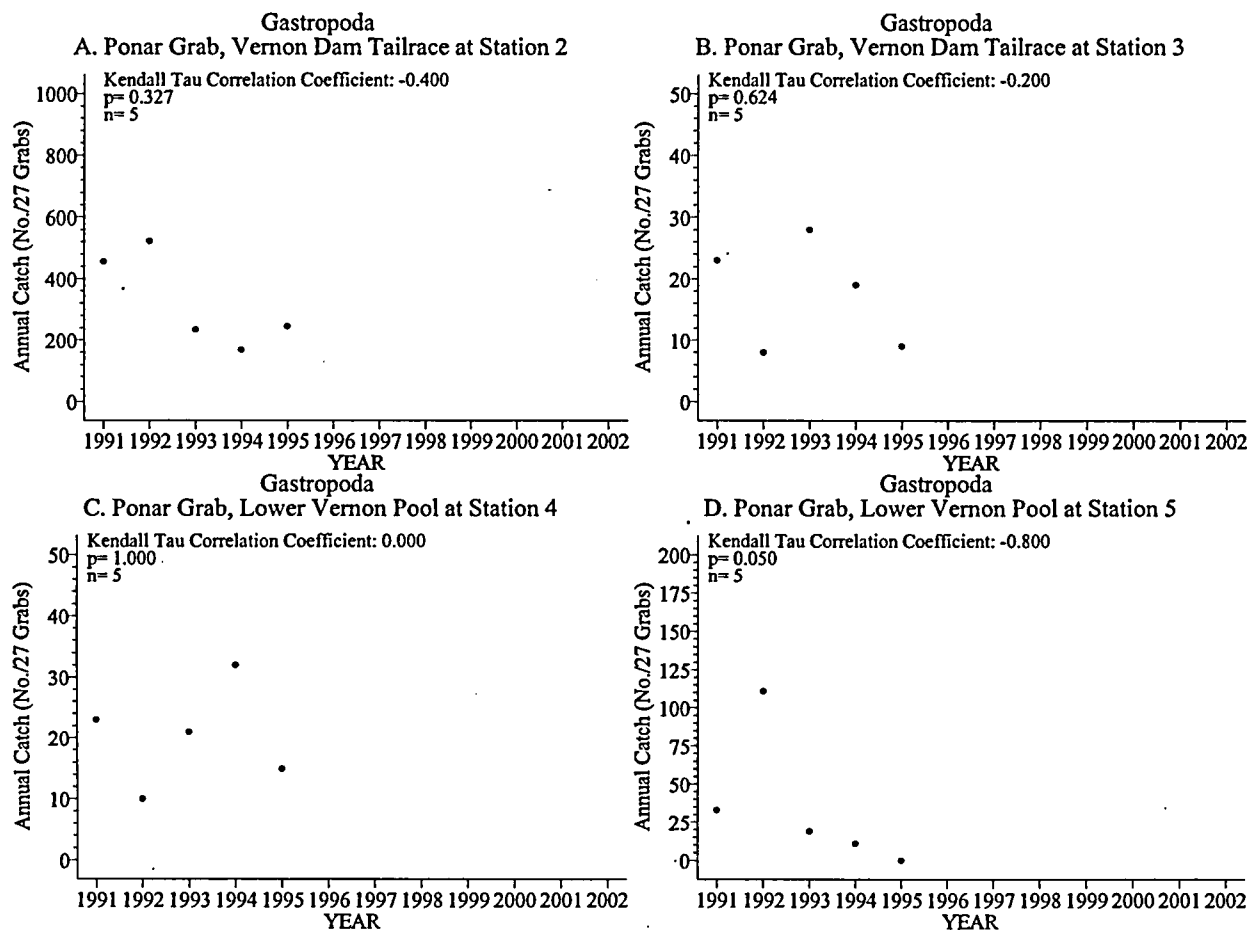 Gastropoda
A. Ponar Grab, Vernon Dam Tailrace at Station 2
Kendall Tau Correlation Coefficient: -0.400
p= 0.327
n= 5
Annual Catch (No./27 Grabs)
1000
800
600
400
200
0
1991 1992 1993 1994 1995 1996 1997 1998 1999 2000 2001 2002
YEAR
Gastropoda
B. Ponar Grab, Vernon Dam Tailrace at Station 3
Kendall Tau Correlation Coefficient: -0.200
p= 0.624
n= 5
Annual Catch (No./27 Grabs)
50
40
30
20
10
0
1991 1992 1993 1994 1995 1996 1997 1998 1999 2000 2001 2002
YEAR
Gastropoda
C. Ponar Grab, Lower Vernon Pool at Station 4
Kendall Tau Correlation Coefficient: 0.000
p= 1.000
n= 5
Annual Catch (No./27 Grabs)
50
40
30
20
10
0
1991 1992 1993 1994 1995 1996 1997 1998 1999 2000 2001 2002
YEAR
Gastropoda
D. Ponar Grab, Lower Vernon Pool at Station 5
Kendall Tau Correlation Coefficient: -0.800
p= 0.050
n= 5
Annual Catch (No./27 Grabs)
200
175
150
125
100
75
50
25
0
1991 1992 1993 1994 1995 1996 1997 1998 1999 2000 2001 2002
YEAR